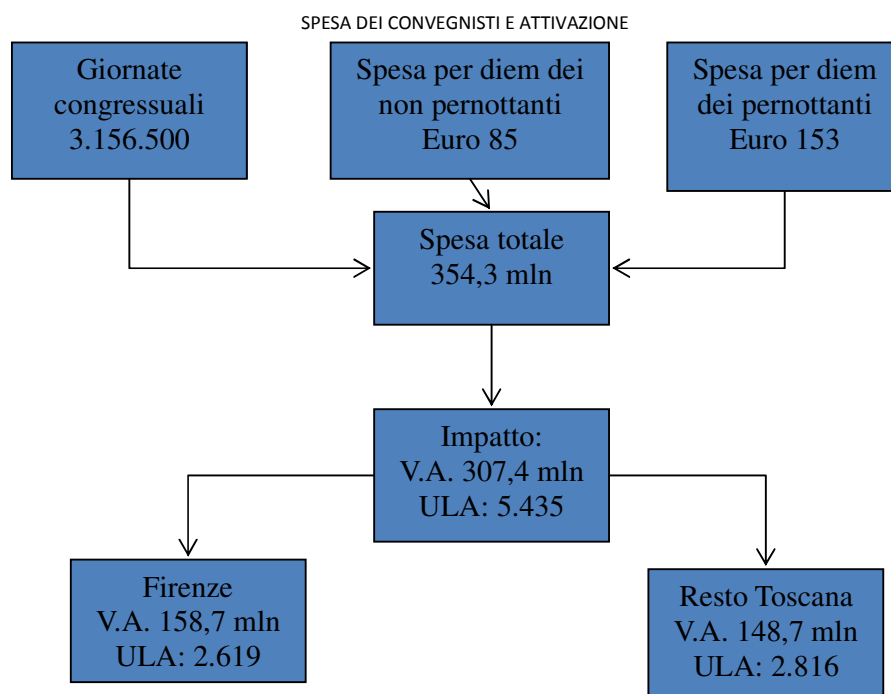 SPESA DEI CONVEGNISTI E ATTIVAZIONE
Giornate
congressuali
3.156.500
Spesa per diem dei
non pernottanti
Euro 85
Spesa per diem
dei pernottanti
Euro 153
Spesa totale
354,3 mln
Impatto:
V.A. 307,4 mln
ULA: 5.435
Firenze
V.A. 158,7 mln
ULA: 2.619
Resto Toscana
V.A. 148,7 mln
ULA: 2.816